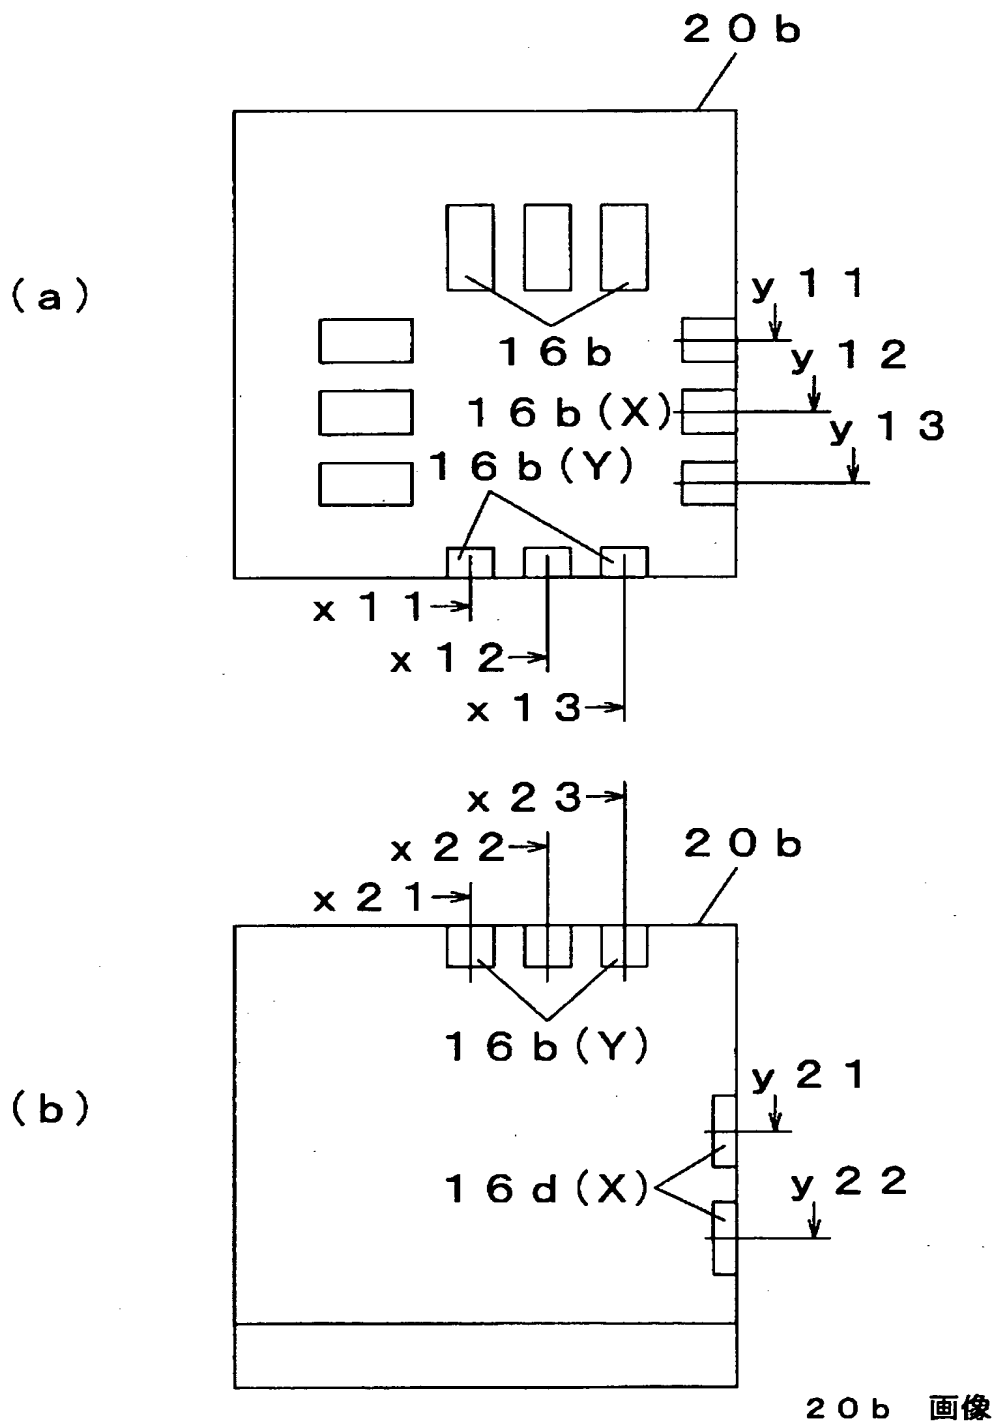 20b
(a)
y11
16b
y12
16b(X)
y13
16b(Y)
x11
x12
x13
x23
x22
20b
x21
16b(Y)
y21
(b)
16d(X)
y22
20b 画像